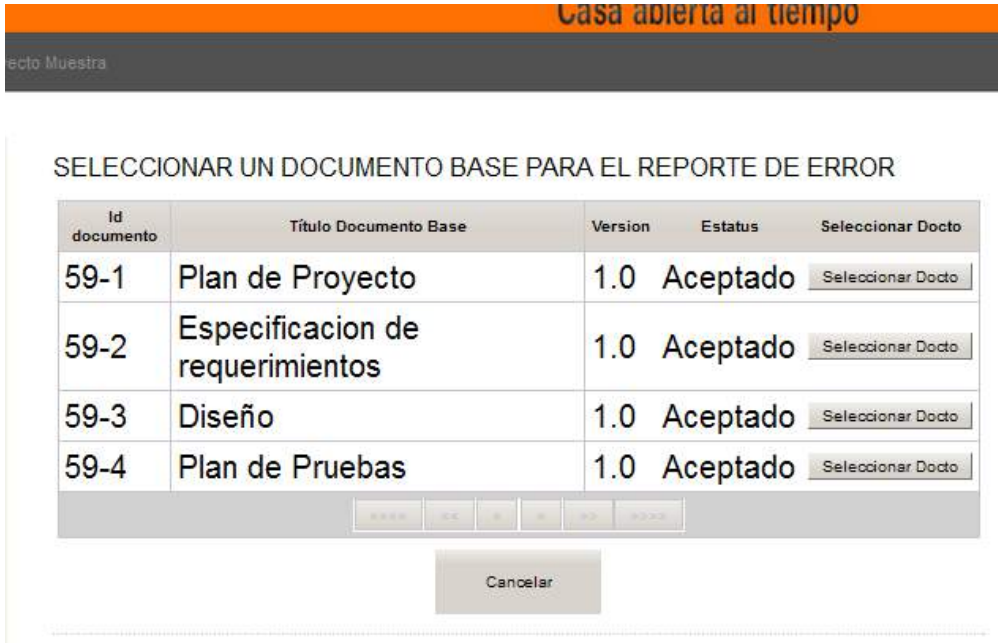 Casa abierta al tiempo
ecto Muestra
SELECCIONAR UN DOCUMENTO BASE PARA EL REPORTE DE ERROR
Id documento Título Documento Base Version Estatus Seleccionar Docto
59-1 Plan de Proyecto 1.0 Aceptado Seleccionar Docto
59-2 Especificacion de requerimientos 1.0 Aceptado Seleccionar Docto
59-3 Diseño 1.0 Aceptado Seleccionar Docto
59-4 Plan de Pruebas 1.0 Aceptado Seleccionar Docto
Cancelar